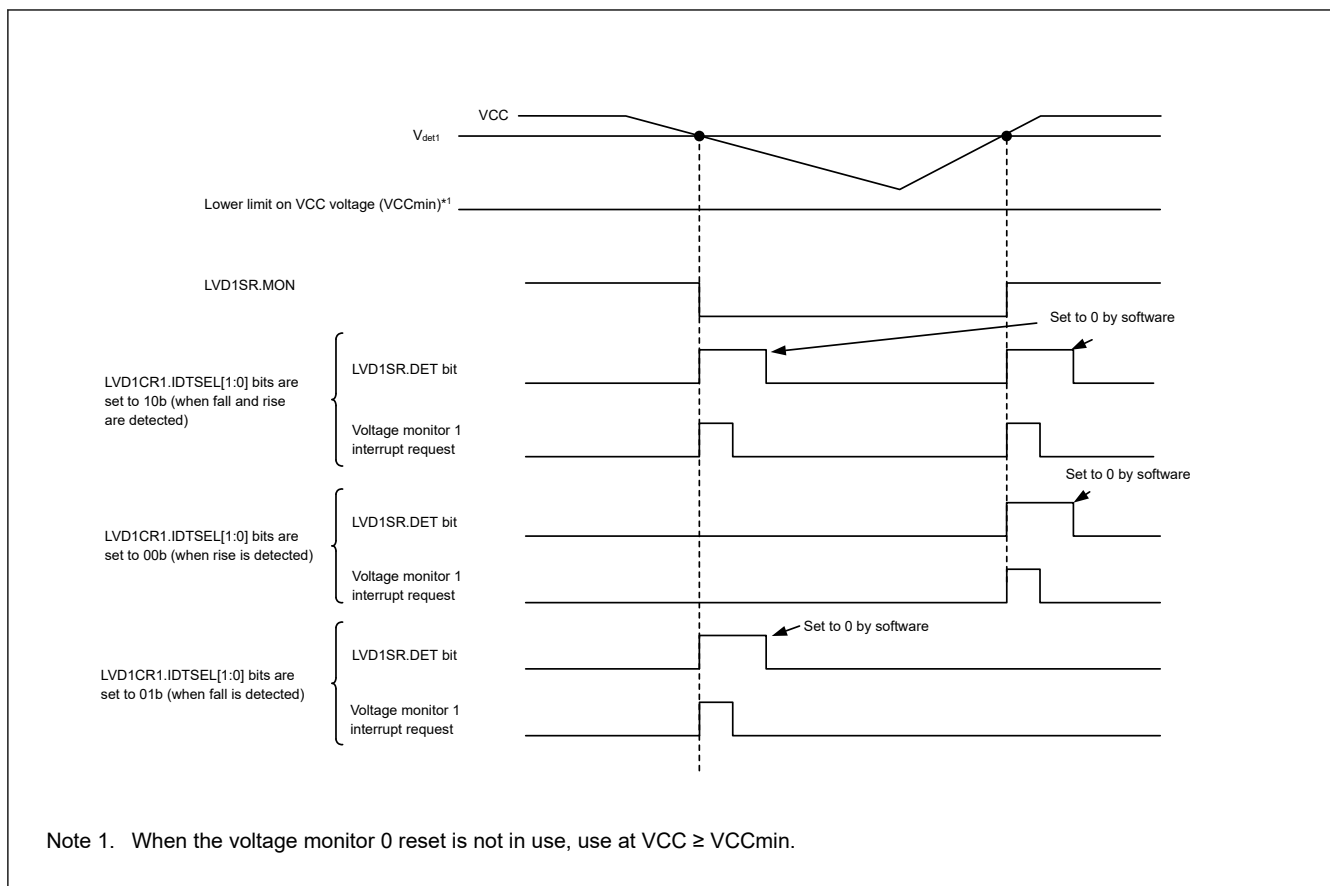 VCC
Vdet1
Lower limit on VCC voltage (VCCmin)*1
LVD1SR.MON
Set to 0 by software
LVD1CR1.IDTSEL[1:0] bits are
set to 10b (when fall and rise
are detected)
LVD1SR.DET bit
Voltage monitor 1
interrupt request
Set to 0 by software
LVD1CR1.IDTSEL[1:0] bits are
set to 00b (when rise is detected)
LVD1SR.DET bit
Voltage monitor 1
interrupt request
Set to 0 by software
LVD1CR1.IDTSEL[1:0] bits are
set to 01b (when fall is detected)
LVD1SR.DET bit
Voltage monitor 1
interrupt request
Note 1. When the voltage monitor 0 reset is not in use, use at VCC ≥ VCCmin.